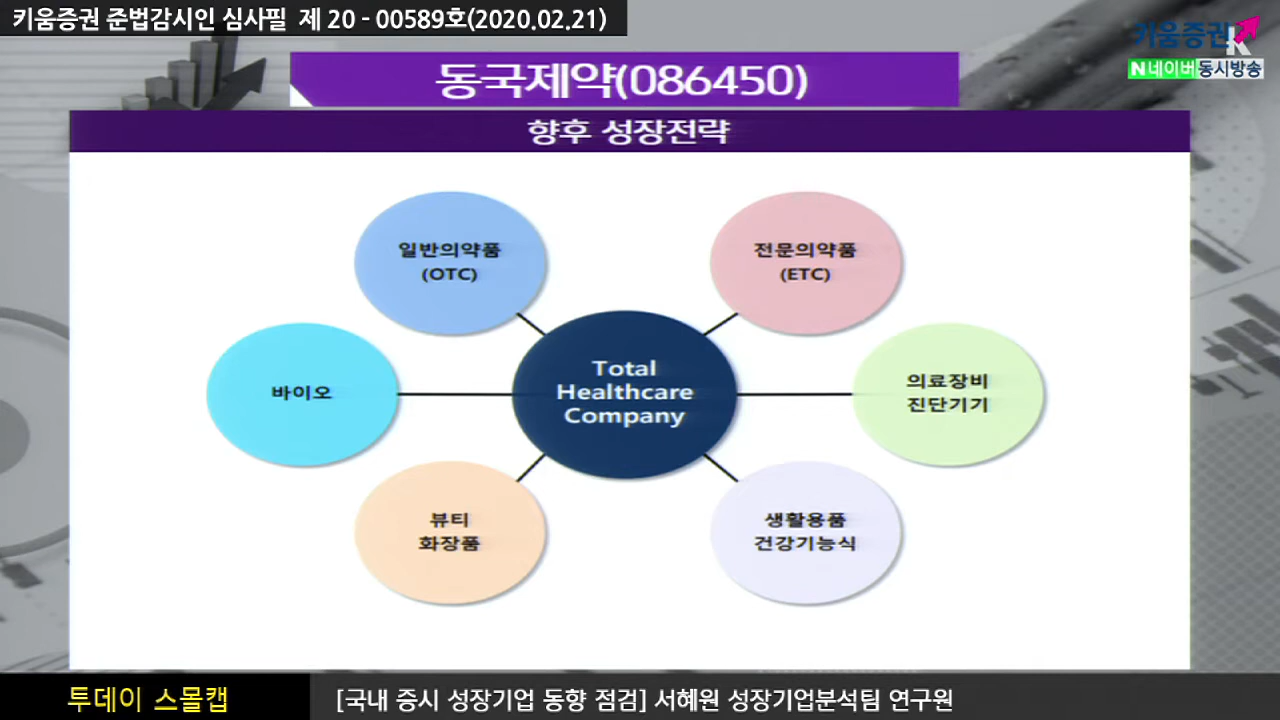 키움증권 준법감시인 심사필 제 20 - 00589호(2020.02.21)
키움증권
N 네이버 동시방송
동국제약(086450)
향후 성장전략
일반의약품
(OTC)
전문의약품
(ETC)
바이오
Total
Healthcare
Company
의료장비
진단기기
뷰티
화장품
생활용품
건강기능식
투데이 스몰캡
[국내 증시 성장기업 동향 점검] 서혜원 성장기업분석팀 연구원